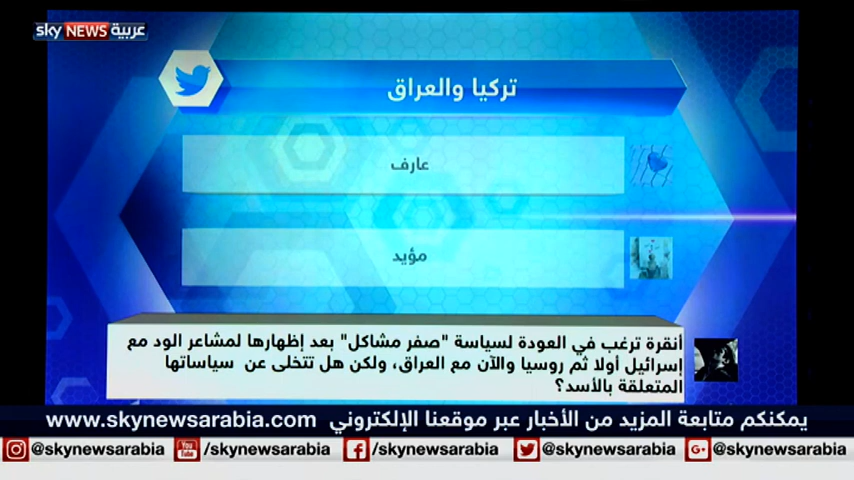 sky NEWS عربية
تركيا والعراق
عارف
مؤيد
أنقرة ترغب في العودة لسياسة "صفر مشاكل" بعد إظهارها لمشاعر الود مع
إسرائيل أولا ثم روسيا والآن مع العراق، ولكن هل تتخلى عن سياساتها
المتعلقة بالأسد؟
يمكنكم متابعة المزيد من الأخبار عبر موقعنا الإلكتروني www.skynewsarabia.com
@skynewsarabia You Tube /skynewsarabia f /skynewsarabia @skynewsarabia G+ @skynewsarabia